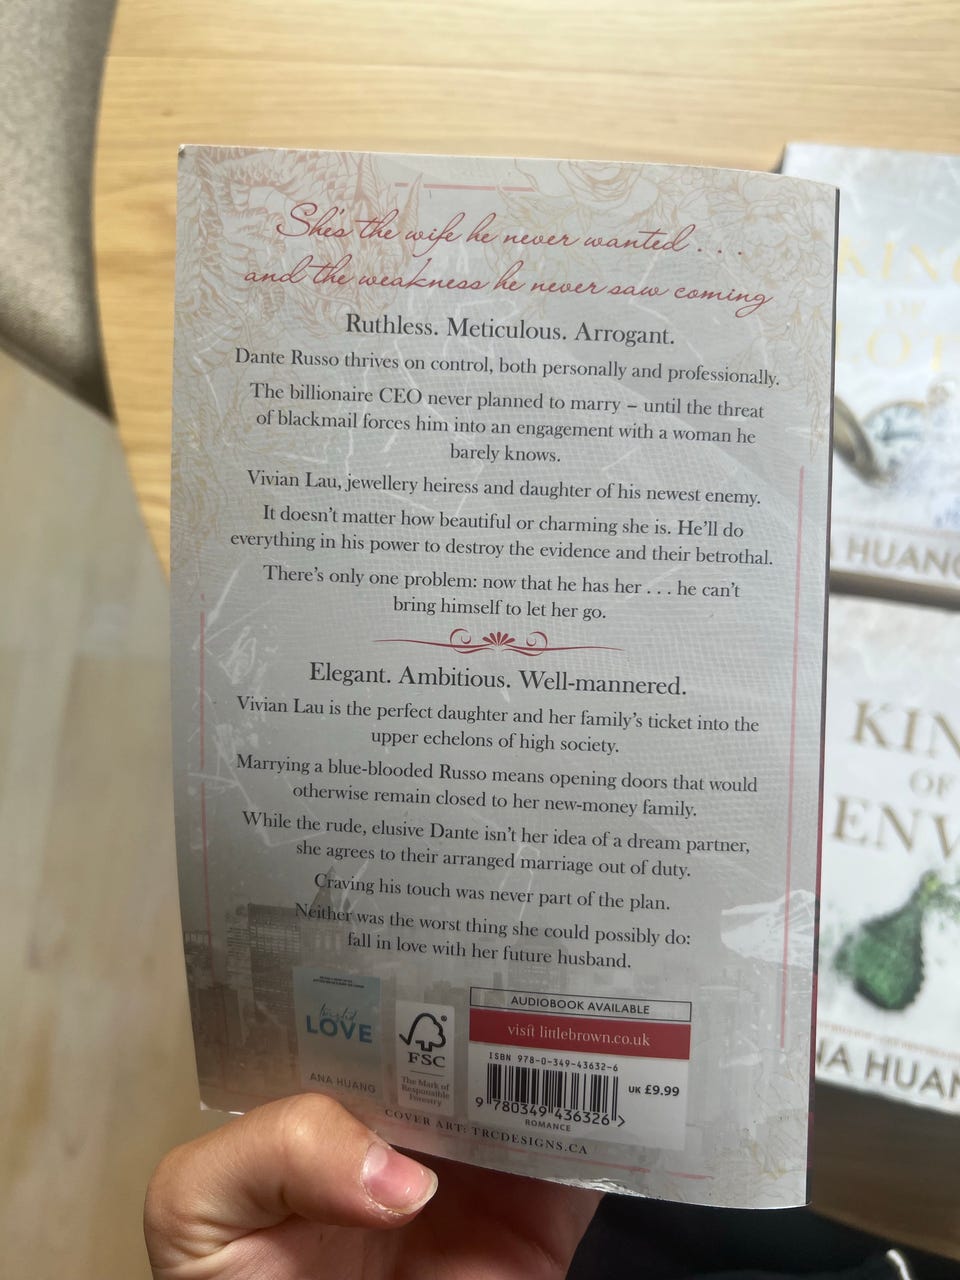 She's the wife he never wanted . . .
and the weakness he never saw coming
Ruthless. Meticulous. Arrogant.
Dante Russo thrives on control, both personally and professionally.
The billionaire CEO never planned to marry – until the threat
of blackmail forces him into an engagement with a woman he
barely knows.
Vivian Lau, jewellery heiress and daughter of his newest enemy.
It doesn't matter how beautiful or charming she is. He'll do
everything in his power to destroy the evidence and their betrothal.
There's only one problem: now that he has her . . . he can't
bring himself to let her go.
Elegant. Ambitious. Well-mannered.
Vivian Lau is the perfect daughter and her family's ticket into the
upper echelons of high society.
Marrying a blue-blooded Russo means opening doors that would
otherwise remain closed to her new-money family.
While the rude, elusive Dante isn't her idea of a dream partner,
she agrees to their arranged marriage out of duty.
Craving his touch was never part of the plan.
Neither was the worst thing she could possibly do:
fall in love with her future husband.
LOVE
ANA HUANG
FSC
The Mark of
Responsible
Forestry
AUDIOBOOK AVAILABLE
visit littlebrown.co.uk
ISBN 978-0-349-43632-6
UK £9.99
9 780349 436326 >
ROMANCE
COVER ART: TRCDESIGNS.CA
KING
OF
LOT
A HUANG
KIN
OF
ENV
NA HUAN